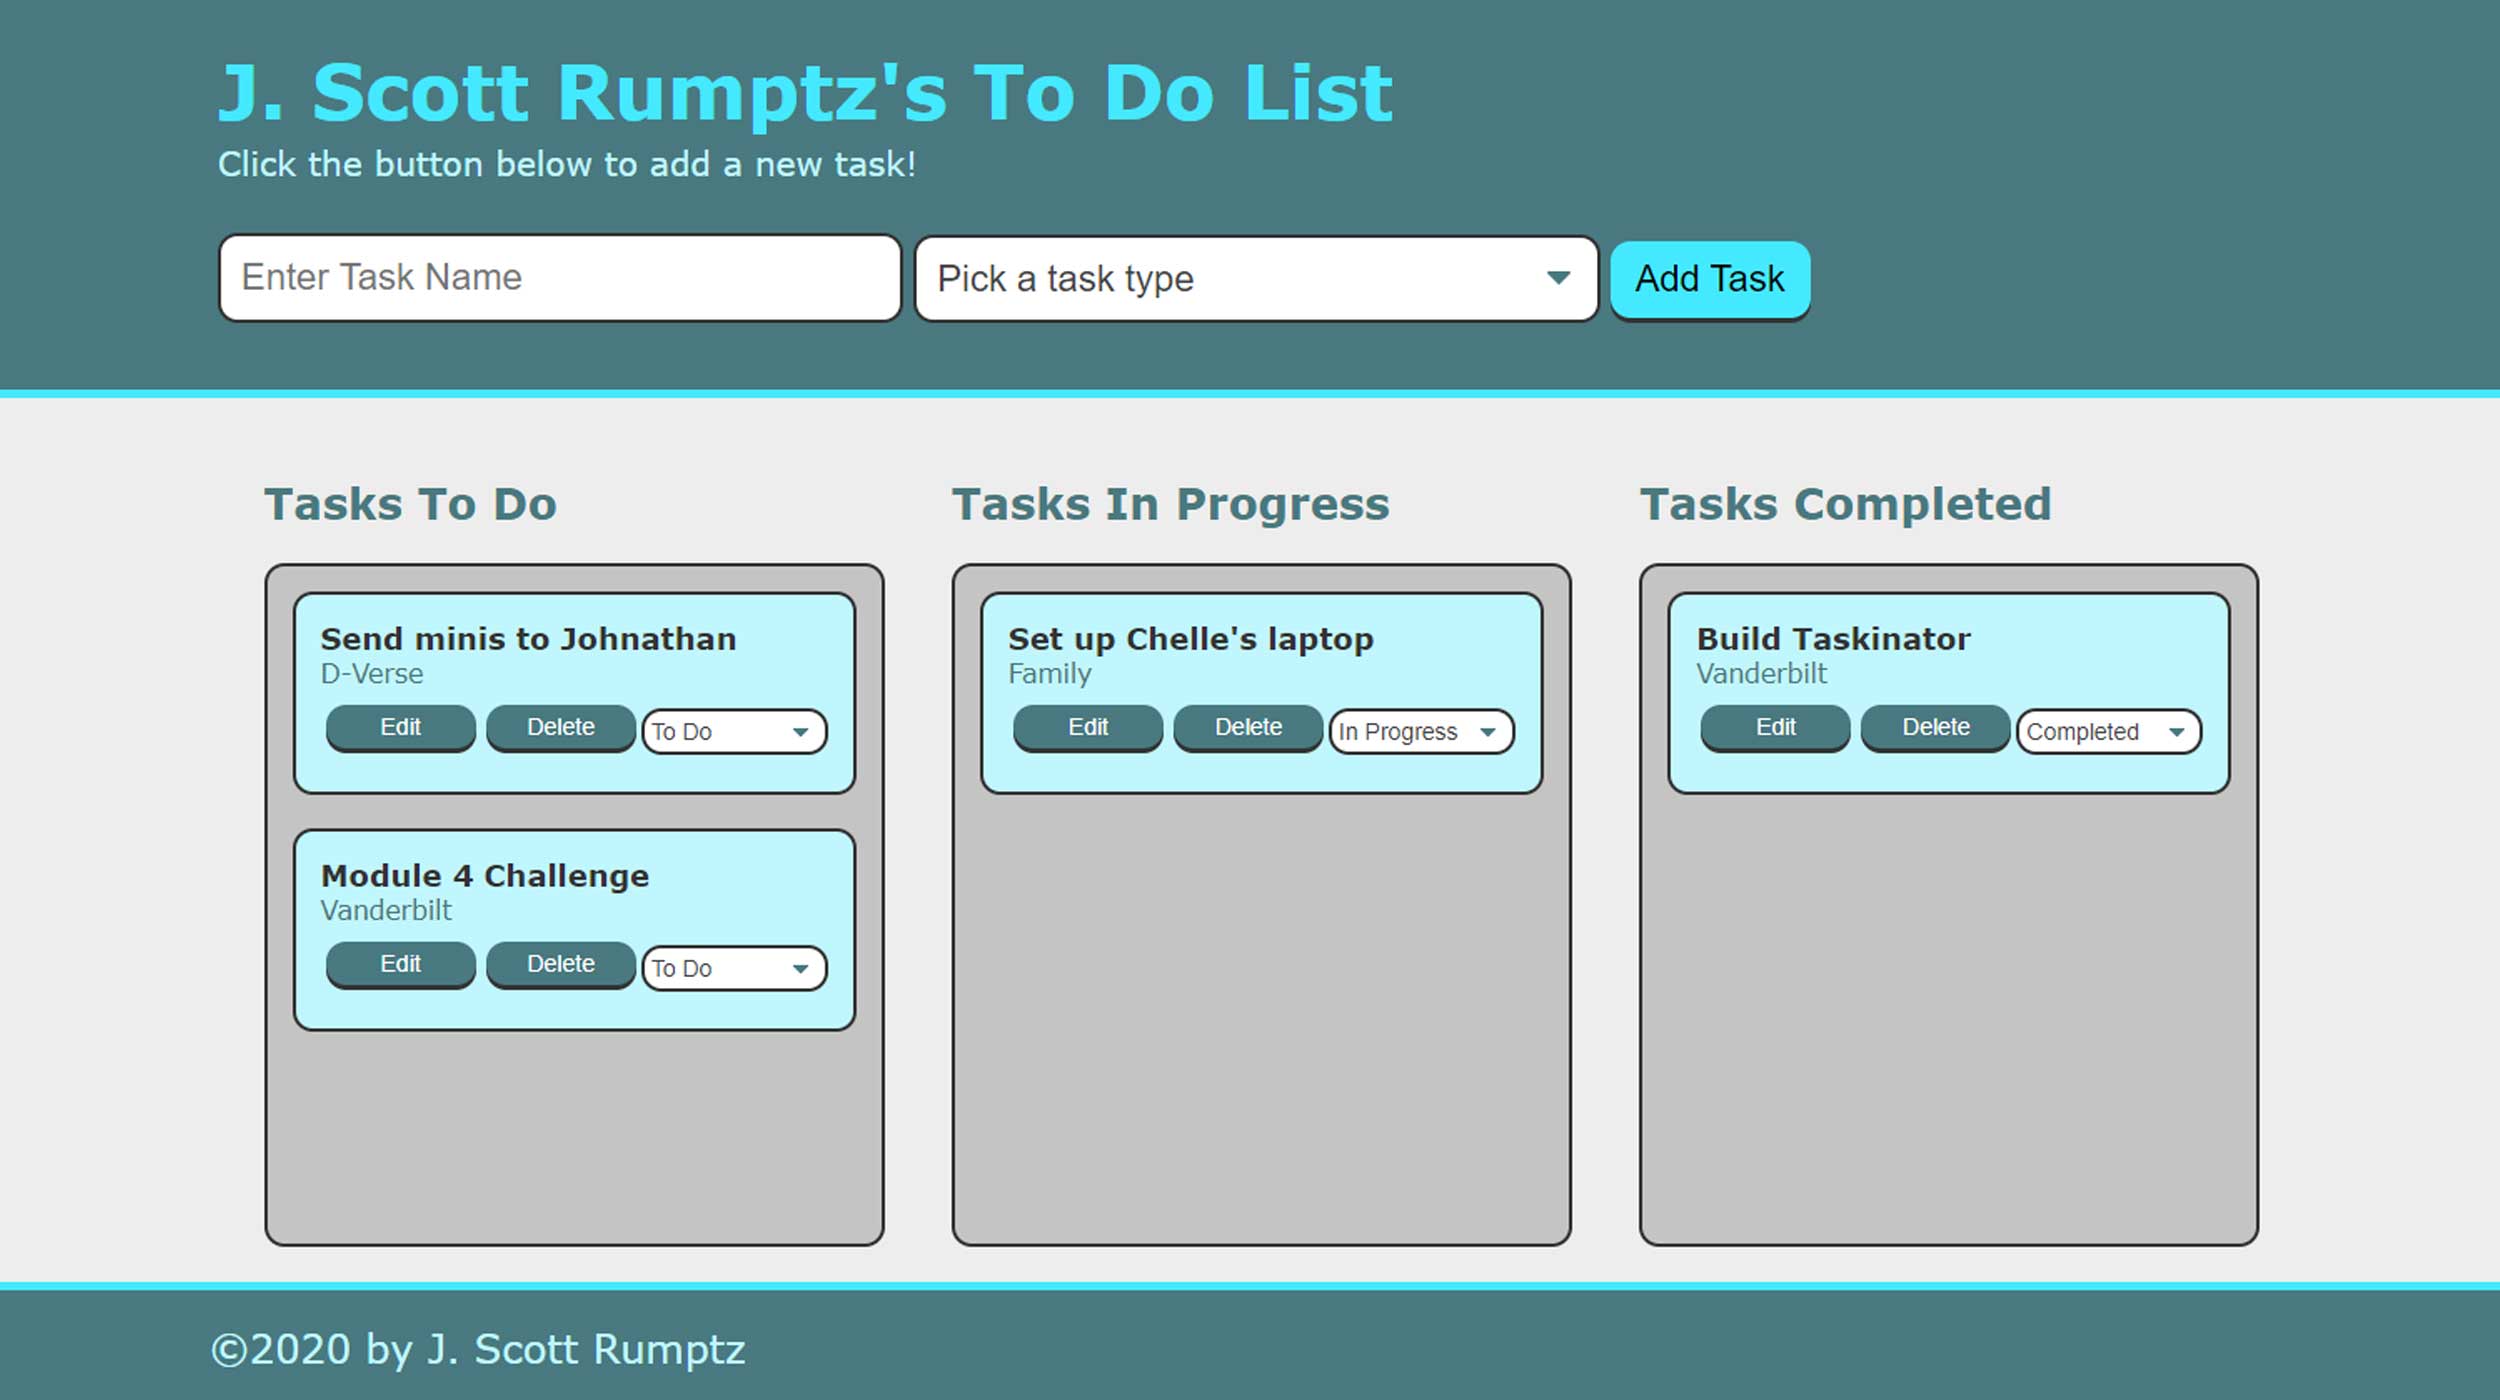 J. Scott Rumptz's To Do List
Click the button below to add a new task!
Enter Task Name
Pick a task type
Add Task
Tasks To Do
Send minis to Johnathan
D-Verse
Edit Delete To Do
Module 4 Challenge
Vanderbilt
Edit Delete To Do
Tasks In Progress
Set up Chelle's laptop
Family
Edit Delete In Progress
Tasks Completed
Build Taskinator
Vanderbilt
Edit Delete Completed
©2020 by J. Scott Rumptz